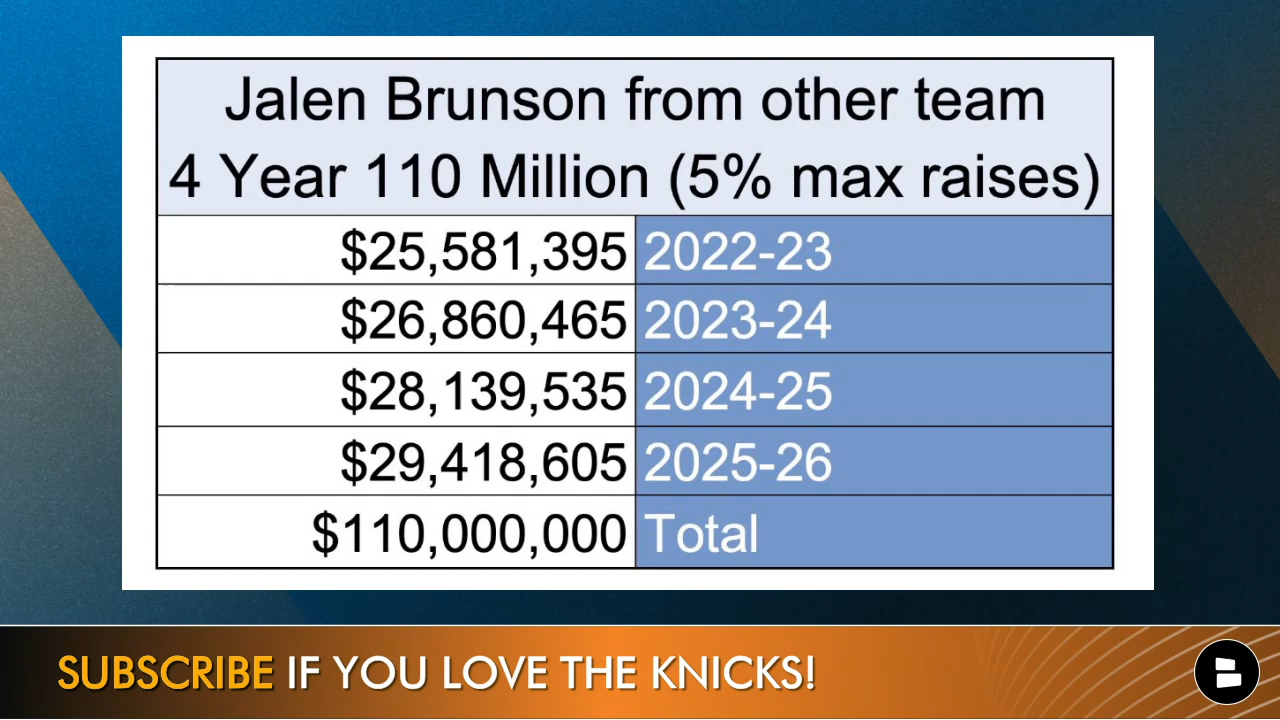 Jalen Brunson from other team
4 Year 110 Million (5% max raises)
$25,581,395 2022-23
$26,860,465 2023-24
$28,139,535 2024-25
$29,418,605 2025-26
$110,000,000 Total
SUBSCRIBE IF YOU LOVE THE KNICKS!